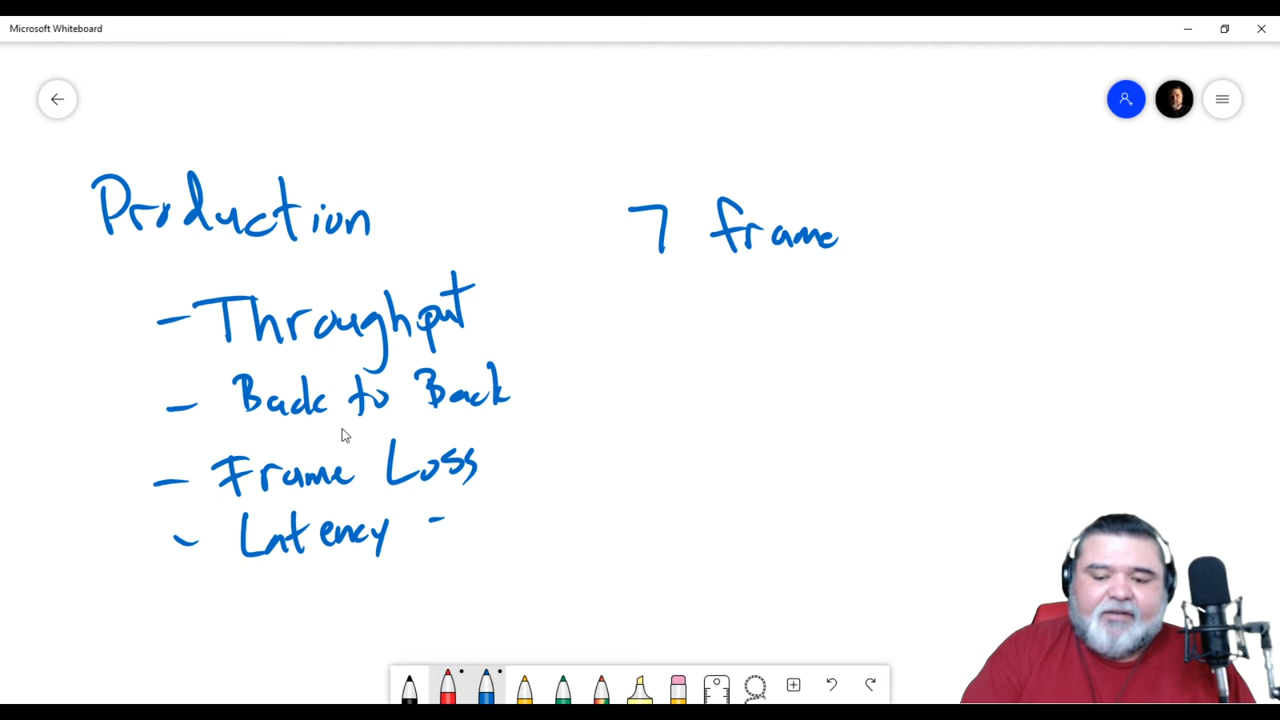 Microsoft Whiteboard
Production
7 frame
- Throughput
- Back to Back
- Frame Loss
- Latency -